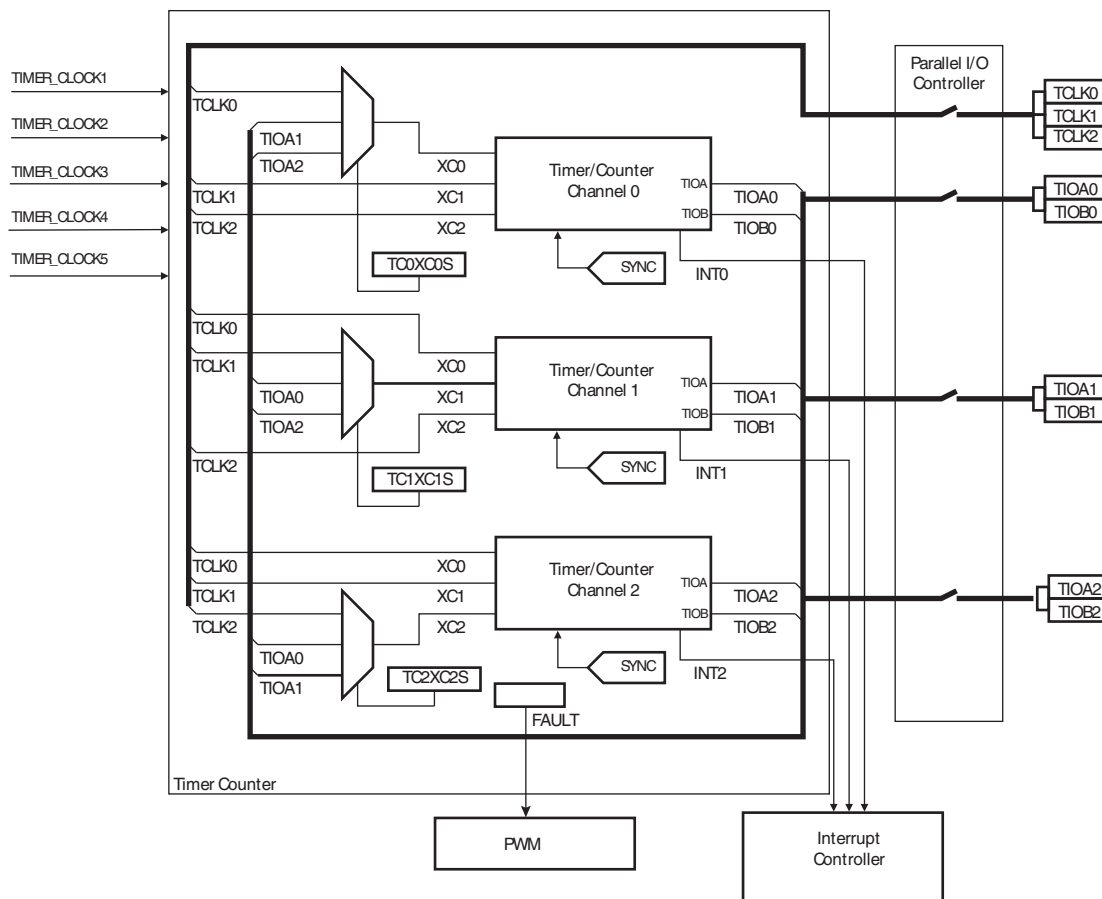 TIMER_CLOCK1
TIMER_CLOCK2
TIMER_CLOCK3
TIMER_CLOCK4
TIMER_CLOCK5
TCLK0
TIOA1
TIOA2
TCLK1
TCLK2
XC0
XC1
XC2
TC0XC0S
Timer/Counter
Channel 0
TIOA
TIOB
TIOA0
TIOB0
SYNC
INT0
TCLK0
TCLK1
TIOA0
TIOA2
TCLK2
XC0
XC1
XC2
TC1XC1S
Timer/Counter
Channel 1
TIOA
TIOB
TIOA1
TIOB1
SYNC
INT1
TCLK0
TCLK1
TCLK2
TIOA0
TIOA1
XC0
XC1
XC2
TC2XC2S
Timer/Counter
Channel 2
TIOA
TIOB
TIOA2
TIOB2
SYNC
INT2
FAULT
Timer Counter
PWM
Interrupt
Controller
Parallel I/O
Controller
TCLK0
TCLK1
TCLK2
TIOA0
TIOB0
TIOA1
TIOB1
TIOA2
TIOB2